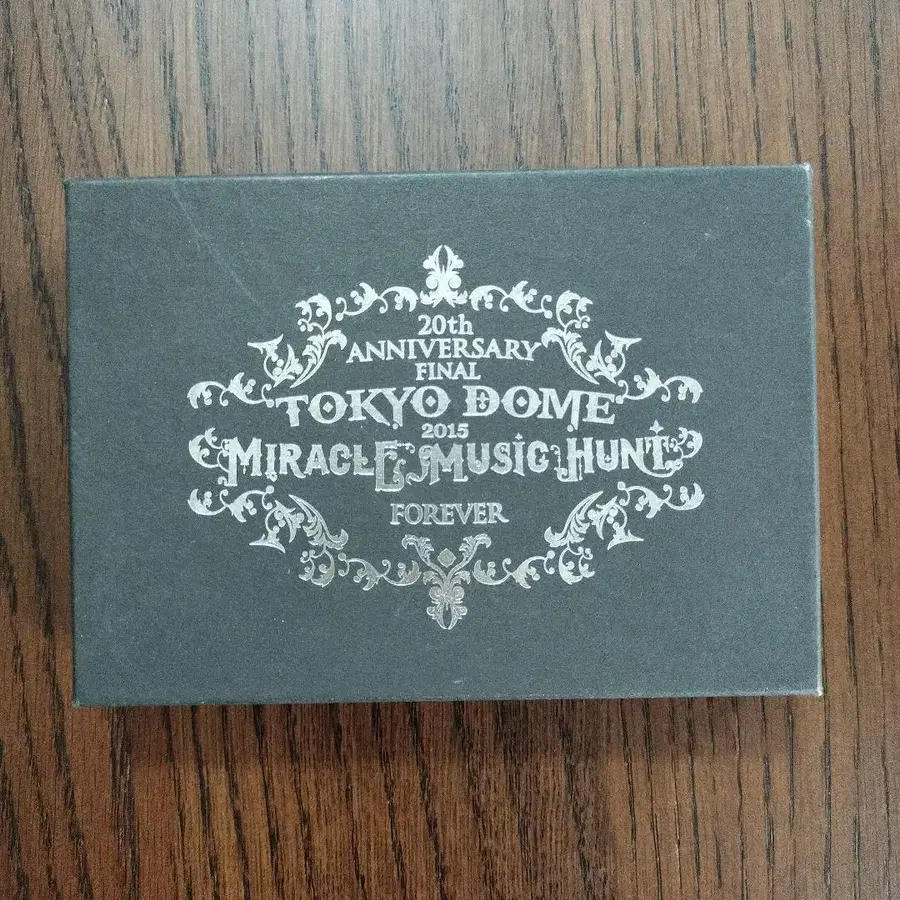 20th
ANNIVERSARY
FINAL
TOKYO DOME
2015
MIRACLE MUSIC HUNT
FOREVER